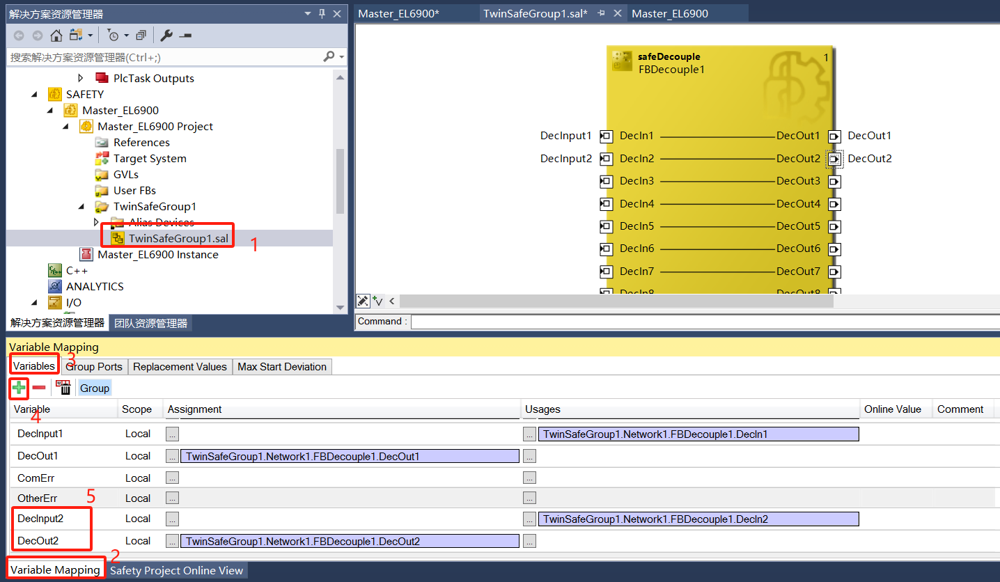 解决方案资源管理器
搜索解决方案资源管理器(Ctrl+;)
PlcTask Outputs
SAFETY
Master_EL6900
Master_EL6900 Project
References
Target System
GVLs
User FBs
TwinSafeGroup1
Alias Devices
TwinSafeGroup1.sal
1
Master_EL6900 Instance
C++
ANALYTICS
I/O
解决方案资源管理器 团队资源管理器
Master_EL6900* TwinSafeGroup1.sal* Master_EL6900
safeDecouple 1
FBDecouple1
DecInput1 DecIn1 DecOut1 DecOut1
DecInput2 DecIn2 DecOut2 DecOut2
DecIn3 DecOut3
DecIn4 DecOut4
DecIn5 DecOut5
DecIn6 DecOut6
DecIn7 DecOut7
DecIn8 DecOut8
Command :
Variable Mapping
Variables 3 Group Ports Replacement Values Max Start Deviation
Group
Variable Scope Assignment Usages Online Value Comment
4
DecInput1 Local ... ... TwinSafeGroup1.Network1.FBDecouple1.DecIn1
DecOut1 Local ... TwinSafeGroup1.Network1.FBDecouple1.DecOut1 ...
ComErr Local ... ...
OtherErr 5 Local ... ...
DecInput2 Local ... ... TwinSafeGroup1.Network1.FBDecouple1.DecIn2
DecOut2 Local ... TwinSafeGroup1.Network1.FBDecouple1.DecOut2 ...
2
Variable Mapping Safety Project Online View